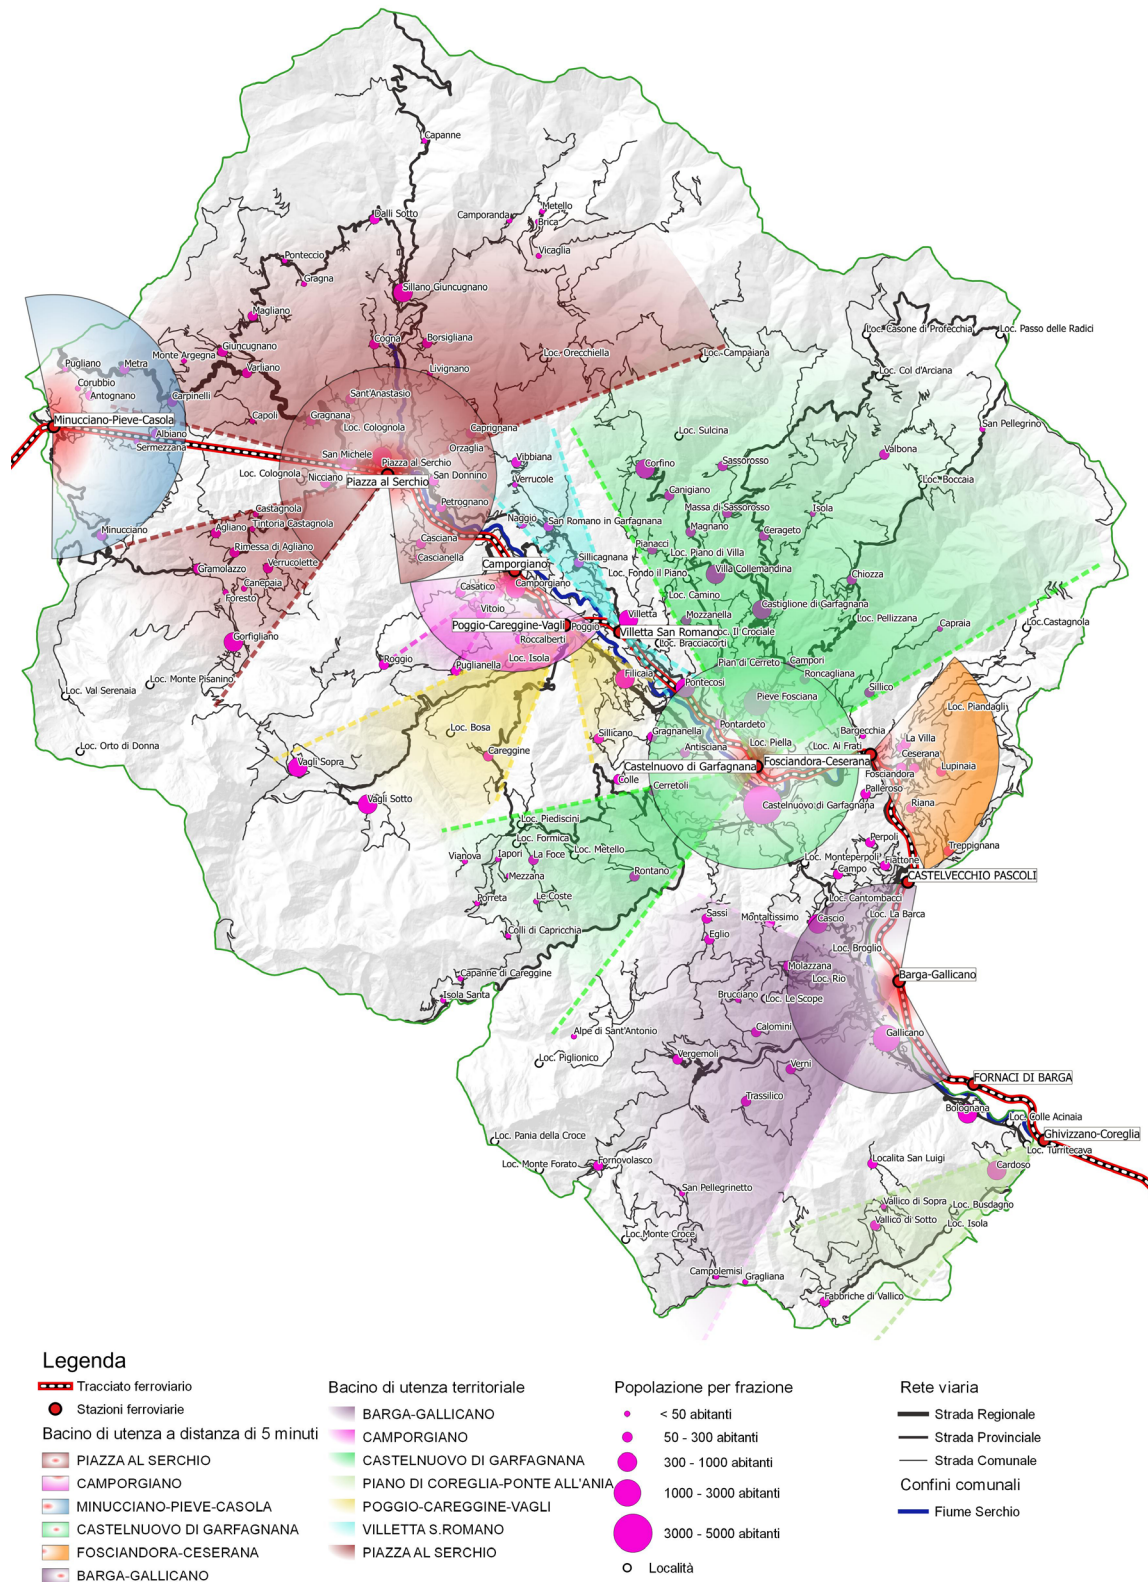 Capanne
Dalli Sotto
Camporanda
Metello
Brica
Vicaglia
Ponteccio
Gragna
Sillano Giuncugnano
Magliano
Loc. Casone di Profecchia
Loc. Passo delle Radici
Cogna
Borsigliana
Giuncugnano
Monte Argegna
Loc. Orecchiella
Loc. Campaiana
Pugliano
Metra
Varliano
Livignano
Loc. Col d'Arciana
Corubbio
Antognano
Carpinelli
Sant'Anastasio
Minucciano-Pieve-Casola
Capoli
Gragnana
Loc. Colognola
Caprignana
Loc. Sulcina
San Pellegrino
Albiano
Sermezzana
Orzaglia
San Michele
Piazza al Serchio
Vibbiana
Corfino
Sassorosso
Valbona
Loc. Colognola
Nicciano
Piazza al Serchio
San Donnino
Verrucole
Loc. Boccaia
Canigiano
Castagnola
Petrognano
Massa di Sassorosso
Isola
Tintoria Castagnola
Naggio
San Romano in Garfagnana
Agliano
Minucciano
Magnano
Cerageto
Casciana
Pianacci
Rimessa di Agliano
Loc. Piano di Villa
Cascianella
Camporgiano
Sillicagnana
Gramolazzo
Verrucolette
Loc. Fondo il Piano
Villa Collemandina
Chiozza
Canepaia
Casatico
Camporgiano
Loc. Camino
Foresto
Vitoio
Castiglione di Garfagnana
Villetta
Mozzanella
Loc. Pellizzana
Loc.Castagnola
Poggio-Careggine-Vagli
Poggio
Villetta San Romano
Loc. Il Crociale
Capraia
Gorfigliano
Roccalberti
Loc. Bracciacorti
Roggio
Puglianella
Loc. Isola
Pian di Cerreto
Campori
Roncagliana
Filicaia
Pontecosi
Loc. Monte Pisanino
Loc. Val Serenaia
Sillico
Pieve Fosciana
Loc. Piandagli
Loc. Bosa
Pontardeto
Sillicano
Gragnanella
Bargecchia
La Villa
Loc. Orto di Donna
Careggine
Antisciana
Loc. Piella
Loc. Ai Frati
Ceserana
Vagli Sopra
Castelnuovo di Garfagnana
Fosciandora-Ceserana
Fosciandora
Lupinaia
Colle
Cerretoli
Palleroso
Vagli Sotto
Castelnuovo di Garfagnana
Riana
Loc. Piediscini
Loc. Formica
Perpoli
Treppignana
Vianova
Iapori
La Foce
Loc. Metello
Loc. Monteperpoli
Fiattone
Mezzana
Rontano
Campo
CASTELVECCHIO PASCOLI
Porreta
Le Coste
Loc. Cantombacci
Sassi
Montaltissimo
Cascio
Loc. La Barca
Colli di Capricchia
Eglio
Loc. Broglio
Molazzana
Capanne di Careggine
Loc. Rio
Barga-Gallicano
Isola Santa
Brucciano
Loc. Le Scope
Alpe di Sant'Antonio
Calomini
Gallicano
Loc. Piglionico
Vergemoli
Verni
FORNACI DI BARGA
Trassilico
Bolognana
Loc. Colle Acinaia
Loc. Pania della Croce
Ghivizzano-Coreglia
Loc. Turritecava
Loc. Monte Forato
Fornovolasco
Localita San Luigi
Cardoso
San Pellegrinetto
Vallico di Sopra
Loc. Busdagno
Vallico di Sotto
Loc. Isola
Loc.Monte Croce
Campolemisi
Gragliana
Fabbriche di Vallico
Legenda
Tracciato ferroviario
Stazioni ferroviarie
Bacino di utenza a distanza di 5 minuti
PIAZZA AL SERCHIO
CAMPORGIANO
MINUCCIANO-PIEVE-CASOLA
CASTELNUOVO DI GARFAGNANA
FOSCIANDORA-CESERANA
BARGA-GALLICANO
Bacino di utenza territoriale
BARGA-GALLICANO
CAMPORGIANO
CASTELNUOVO DI GARFAGNANA
PIANO DI COREGLIA-PONTE ALL'ANIA
POGGIO-CAREGGINE-VAGLI
VILLETTA S.ROMANO
PIAZZA AL SERCHIO
Popolazione per frazione
< 50 abitanti
50 - 300 abitanti
300 - 1000 abitanti
1000 - 3000 abitanti
3000 - 5000 abitanti
Località
Rete viaria
Strada Regionale
Strada Provinciale
Strada Comunale
Confini comunali
Fiume Serchio